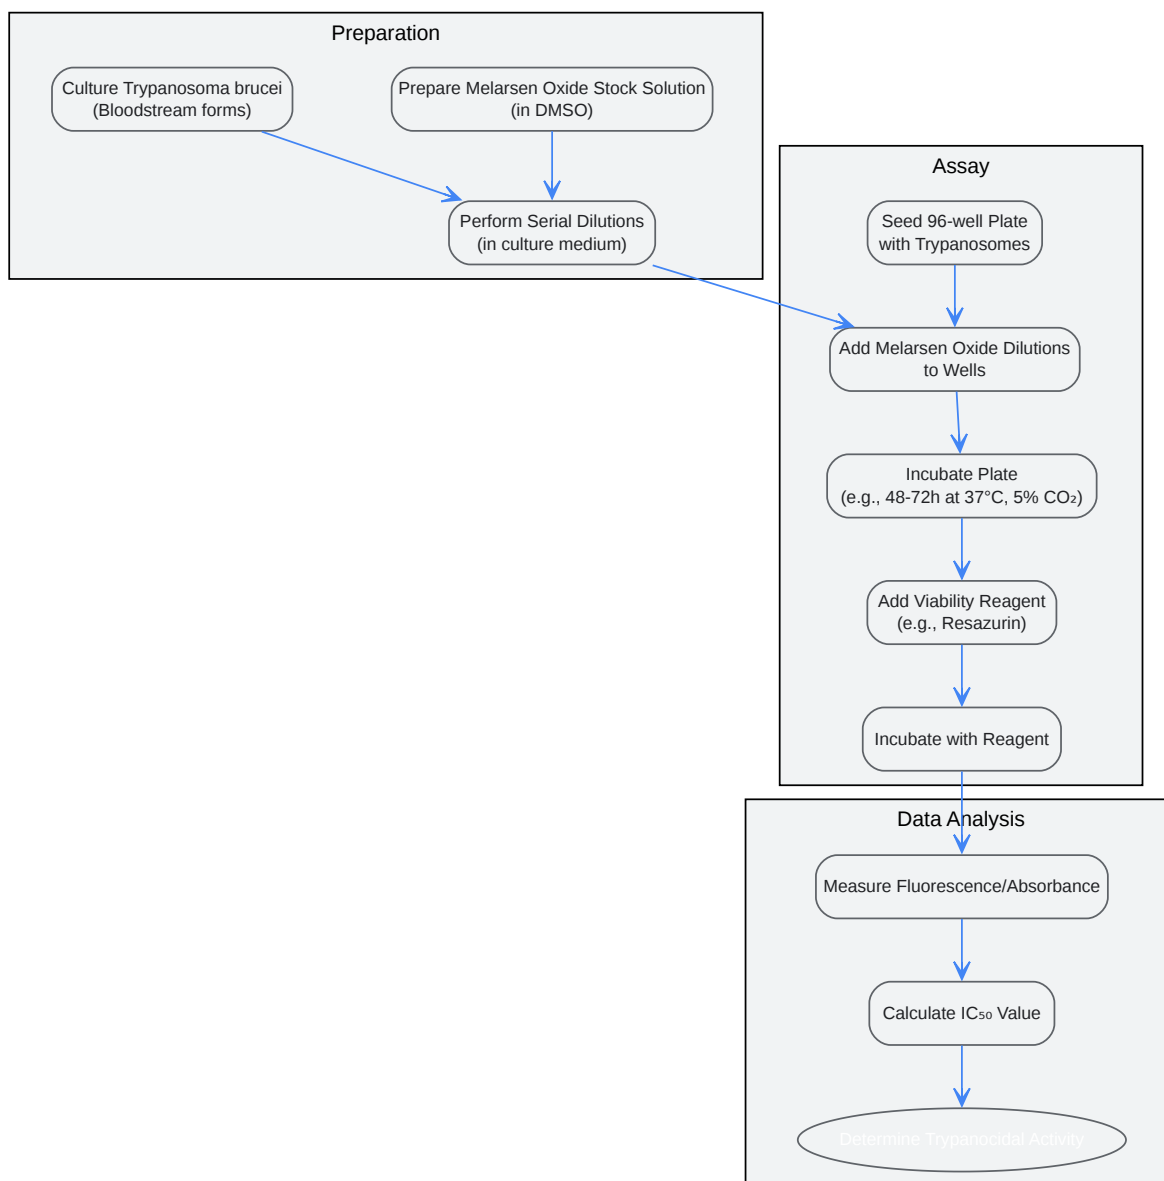 Preparation
Culture Trypanosoma brucei
(Bloodstream forms)
Prepare Melarsen Oxide Stock Solution
(in DMSO)
Perform Serial Dilutions
(in culture medium)
Assay
Seed 96-well Plate
with Trypanosomes
Add Melarsen Oxide Dilutions
to Wells
Incubate Plate
(e.g., 48-72h at 37°C, 5% CO₂)
Add Viability Reagent
(e.g., Resazurin)
Incubate with Reagent
Data Analysis
Measure Fluorescence/Absorbance
Calculate IC₅₀ Value
Determine Trypanocidal Activity